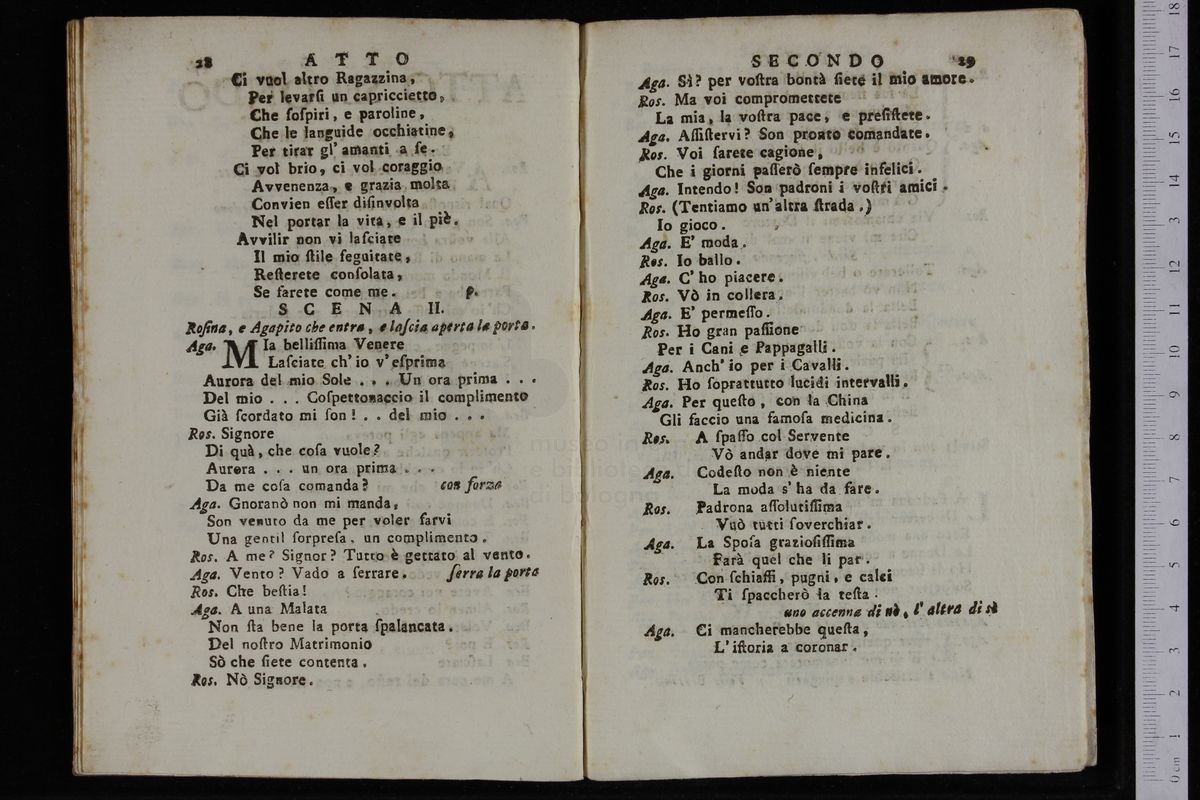 28 ATTO
Ci vuol altro Ragazzina,
Per levarſi un capriccietto,
Che ſoſpiri, e paroline,
Che le languide occhiatine,
Per tirar gl' amanti a ſe.
Ci vol brio, ci vol coraggio
Avvenenza, e grazia molta
Convien eſſer diſinvolta
Nel portar la vita, e il piè.
Avvilir non vi laſciate
Il mio ſtile ſeguitate,
Reſterete conſolata,
Se farete come me. p.
SCENA II.
Roſina, e Agapito che entra, e laſcia aperta la porta.
Aga. MIa belliſſima Venere
Laſciate ch' io v' eſprima
Aurora del mio Sole . . . Un ora prima . . .
Del mio . . . Coſpettonaccio il complimento
Già ſcordato mi ſon! . . del mio . . .
Ros. Signore
Di quà, che coſa vuole?
Aurora . . . un ora prima . . .
Da me coſa comanda? con forza
Aga. Gnoranò non mi manda,
Son venuto da me per voler farvi
Una gentil ſorpreſa, un complimento.
Ros. A me? Signor? Tutto è gettato al vento.
Aga. Vento? Vado a ſerrare. ſerra la porta
Ros. Che beſtia!
Aga. A una Malata
Non ſta bene la porta ſpalancata.
Del noſtro Matrimonio
Sò che ſiete contenta.
Ros. Nò Signore.
SECONDO 29
Aga. Sì? per voſtra bontà ſiete il mio amore.
Ros. Ma voi compromettete
La mia, la voſtra pace, e preſiſtete.
Aga. Aſſiſtervi? Son pronto comandate.
Ros. Voi ſarete cagione,
Che i giorni paſſerò ſempre infelici.
Aga. Intendo! Son padroni i voſtri amici.
Ros. (Tentiamo un'altra ſtrada.)
Io gioco.
Aga. E' moda.
Ros. Io ballo.
Aga. C' ho piacere.
Ros. Vò in collera.
Aga. E' permeſſo.
Ros. Ho gran paſſione
Per i Cani e Pappagalli.
Aga. Anch' io per i Cavalli.
Ros. Ho ſoprattutto lucidi intervalli.
Aga. Per queſto, con la China
Gli faccio una famoſa medicina.
Ros. A ſpaſſo col Servente
Vò andar dove mi pare.
Aga. Codeſto non è niente
La moda s' ha da fare.
Ros. Padrona aſſolutiſſima
Vuò tutti ſoverchiar.
Aga. La Spoſa grazioſiſſima
Farà quel che li par.
Ros. Con ſchiaffi, pugni, e calci
Ti ſpaccherò la teſta.
uno accenna di nò, l' altra di sì
Aga. Ci mancherebbe queſta,
L' iſtoria a coronar.